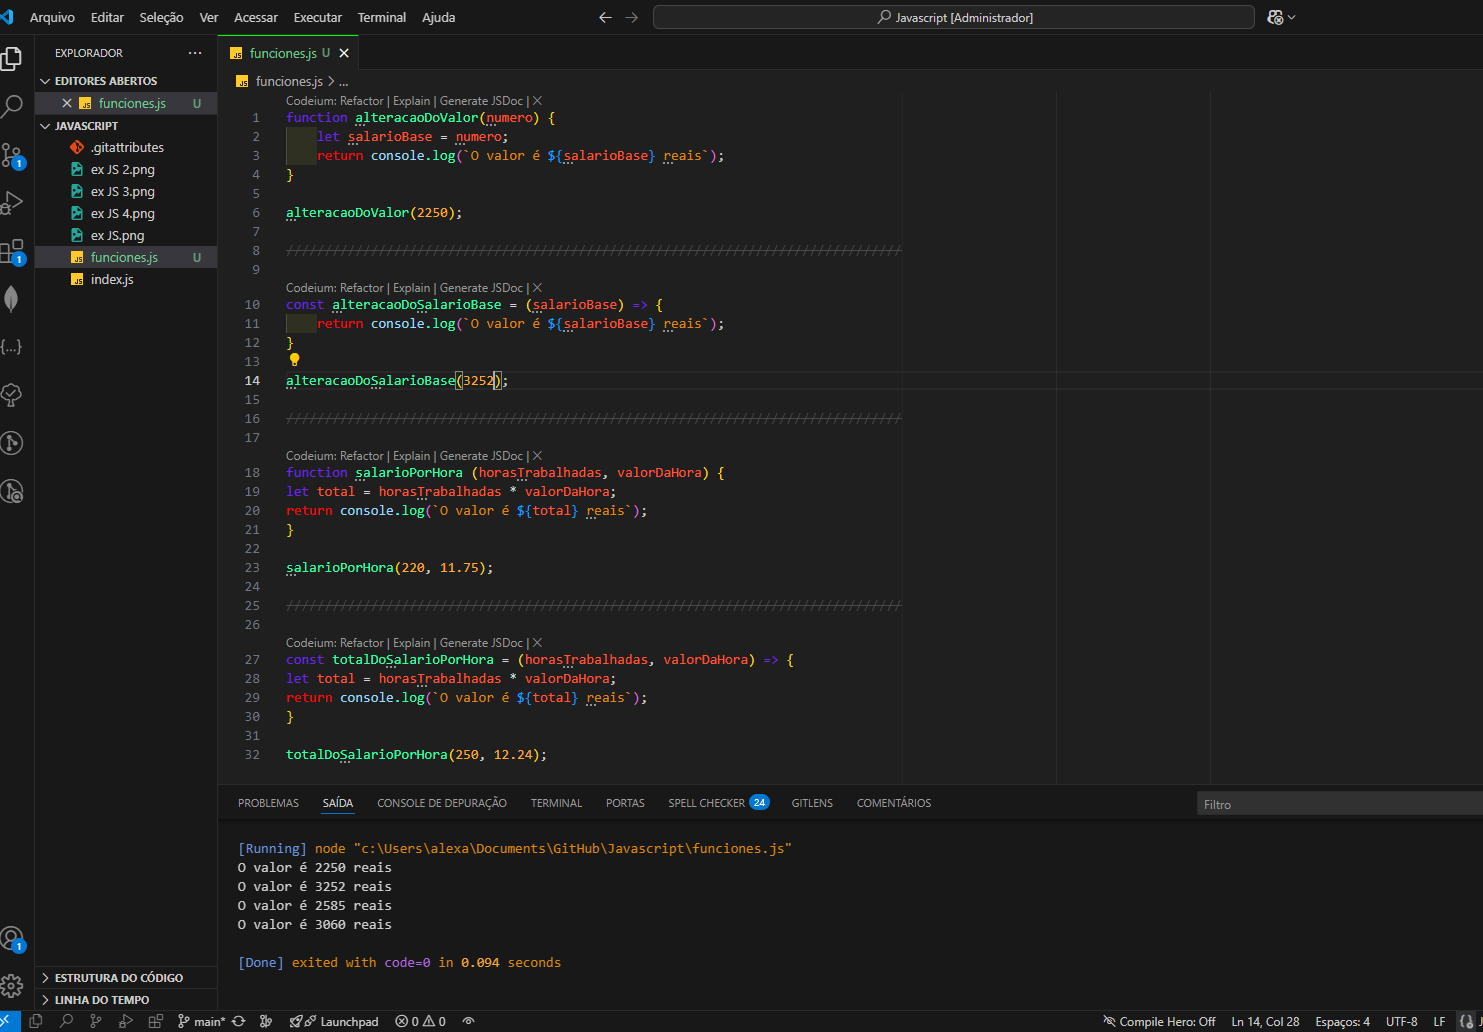 Arquivo Editar Seleção Ver Acessar Executar Terminal Ajuda
Javascript [Administrador]
EXPLORADOR
EDITORES ABERTOS
funciones.js U
JAVASCRIPT
.gitattributes
ex JS 2.png
ex JS 3.png
ex JS 4.png
ex JS.png
funciones.js U
index.js
ESTRUTURA DO CÓDIGO
LINHA DO TEMPO
1
1
1
funciones.js U
funciones.js > ...
Codeium: Refactor | Explain | Generate JSDoc | X
1 function alteracaoDoValor(numero) {
2 let salarioBase = numero;
3 return console.log(`O valor é ${salarioBase} reais`);
4 }
5
6 alteracaoDoValor(2250);
7
8 ////////////////////////////////////////////////////////////////////////////////
9
Codeium: Refactor | Explain | Generate JSDoc | X
10 const alteracaoDoSalarioBase = (salarioBase) => {
11 return console.log(`O valor é ${salarioBase} reais`);
12 }
13
14 alteracaoDoSalarioBase(3252);
15
16 ////////////////////////////////////////////////////////////////////////////////
17
Codeium: Refactor | Explain | Generate JSDoc | X
18 function salarioPorHora (horasTrabalhadas, valorDaHora) {
19 let total = horasTrabalhadas * valorDaHora;
20 return console.log(`O valor é ${total} reais`);
21 }
22
23 salarioPorHora(220, 11.75);
24
25 ////////////////////////////////////////////////////////////////////////////////
26
Codeium: Refactor | Explain | Generate JSDoc | X
27 const totalDoSalarioPorHora = (horasTrabalhadas, valorDaHora) => {
28 let total = horasTrabalhadas * valorDaHora;
29 return console.log(`O valor é ${total} reais`);
30 }
31
32 totalDoSalarioPorHora(250, 12.24);
PROBLEMAS SAÍDA CONSOLE DE DEPURAÇÃO TERMINAL PORTAS SPELL CHECKER 24 GITLENS COMENTÁRIOS Filtro
[Running] node "c:\Users\alexa\Documents\GitHub\Javascript\funciones.js"
O valor é 2250 reais
O valor é 3252 reais
O valor é 2585 reais
O valor é 3060 reais
[Done] exited with code=0 in 0.094 seconds
main* Launchpad 0 0 Compile Hero: Off Ln 14, Col 28 Espaços: 4 UTF-8 LF {}